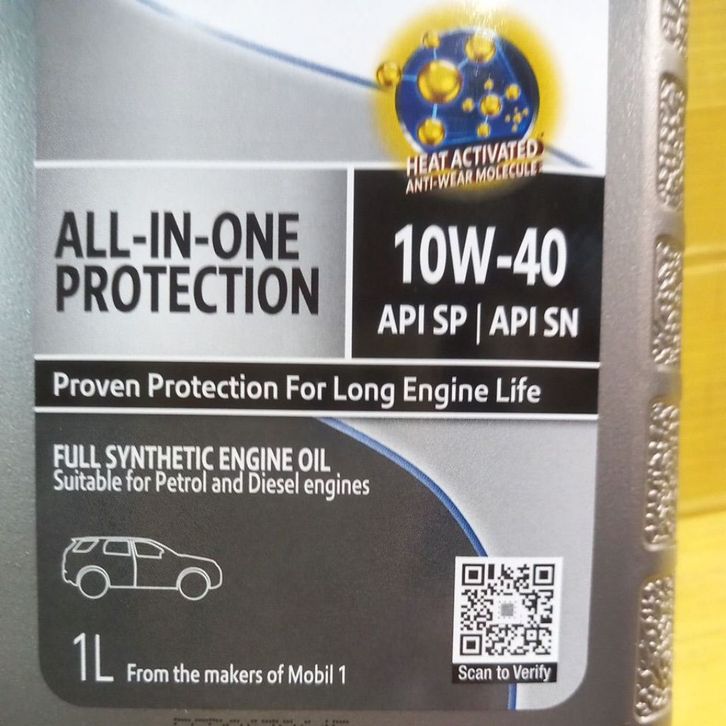 HEAT ACTIVATED
ANTI-WEAR MOLECULE
ALL-IN-ONE
PROTECTION
10W-40
API SP | API SN
Proven Protection For Long Engine Life
FULL SYNTHETIC ENGINE OIL
Suitable for Petrol and Diesel engines
1L From the makers of Mobil 1
Scan to Verify